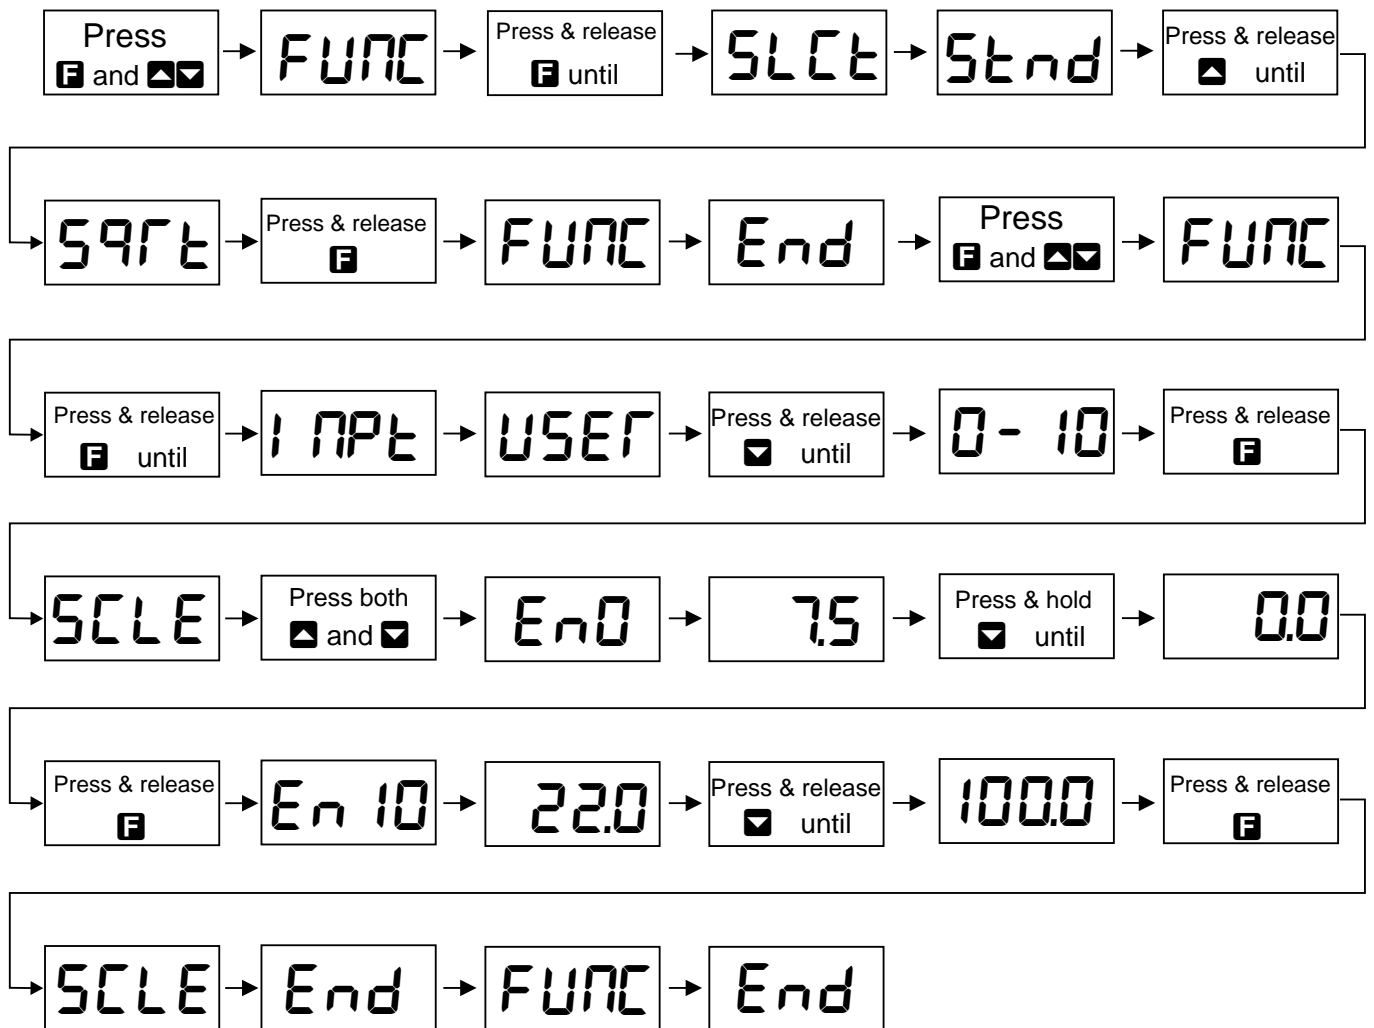 Press
F and
FUNC
Press & release
F until
SLCt
Stnd
Press & release
until
Sqrt
Press & release
F
FUNC
End
Press
F and
FUNC
Press & release
F until
INPt
USEr
Press & release
until
0-10
Press & release
F
SCLE
Press both
and
En0
7.5
Press & hold
until
0.0
Press & release
F
En 10
22.0
Press & release
until
100.0
Press & release
F
SCLE
End
FUNC
End